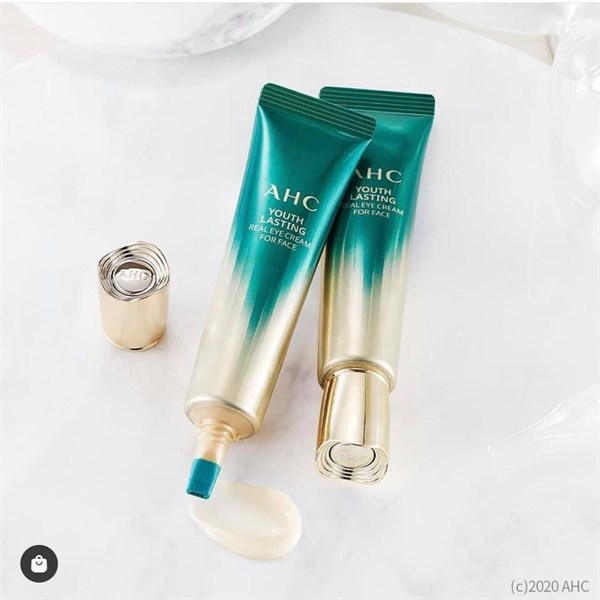 AHC
YOUTH
LASTING
REAL EYE CREAM
FOR FACE
AHC
YOUTH
LASTING
REAL EYE CREAM
FOR FACE
AHC
AHC
(c)2020 AHC